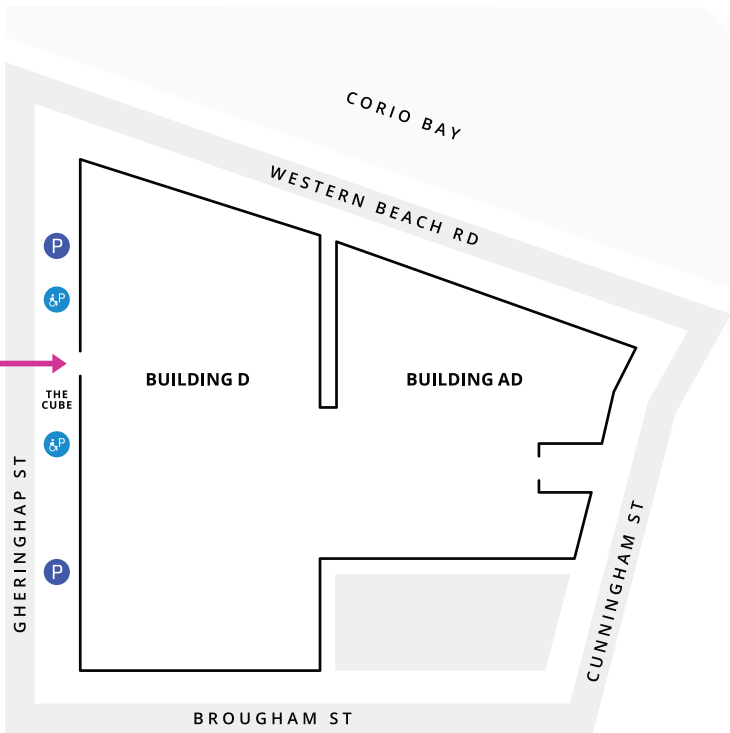 CORIO BAY
WESTERN BEACH RD
P
P
BUILDING D
BUILDING AD
THE
CUBE
P
GHERINGHAP ST
P
CUNNINGHAM ST
BROUGHAM ST